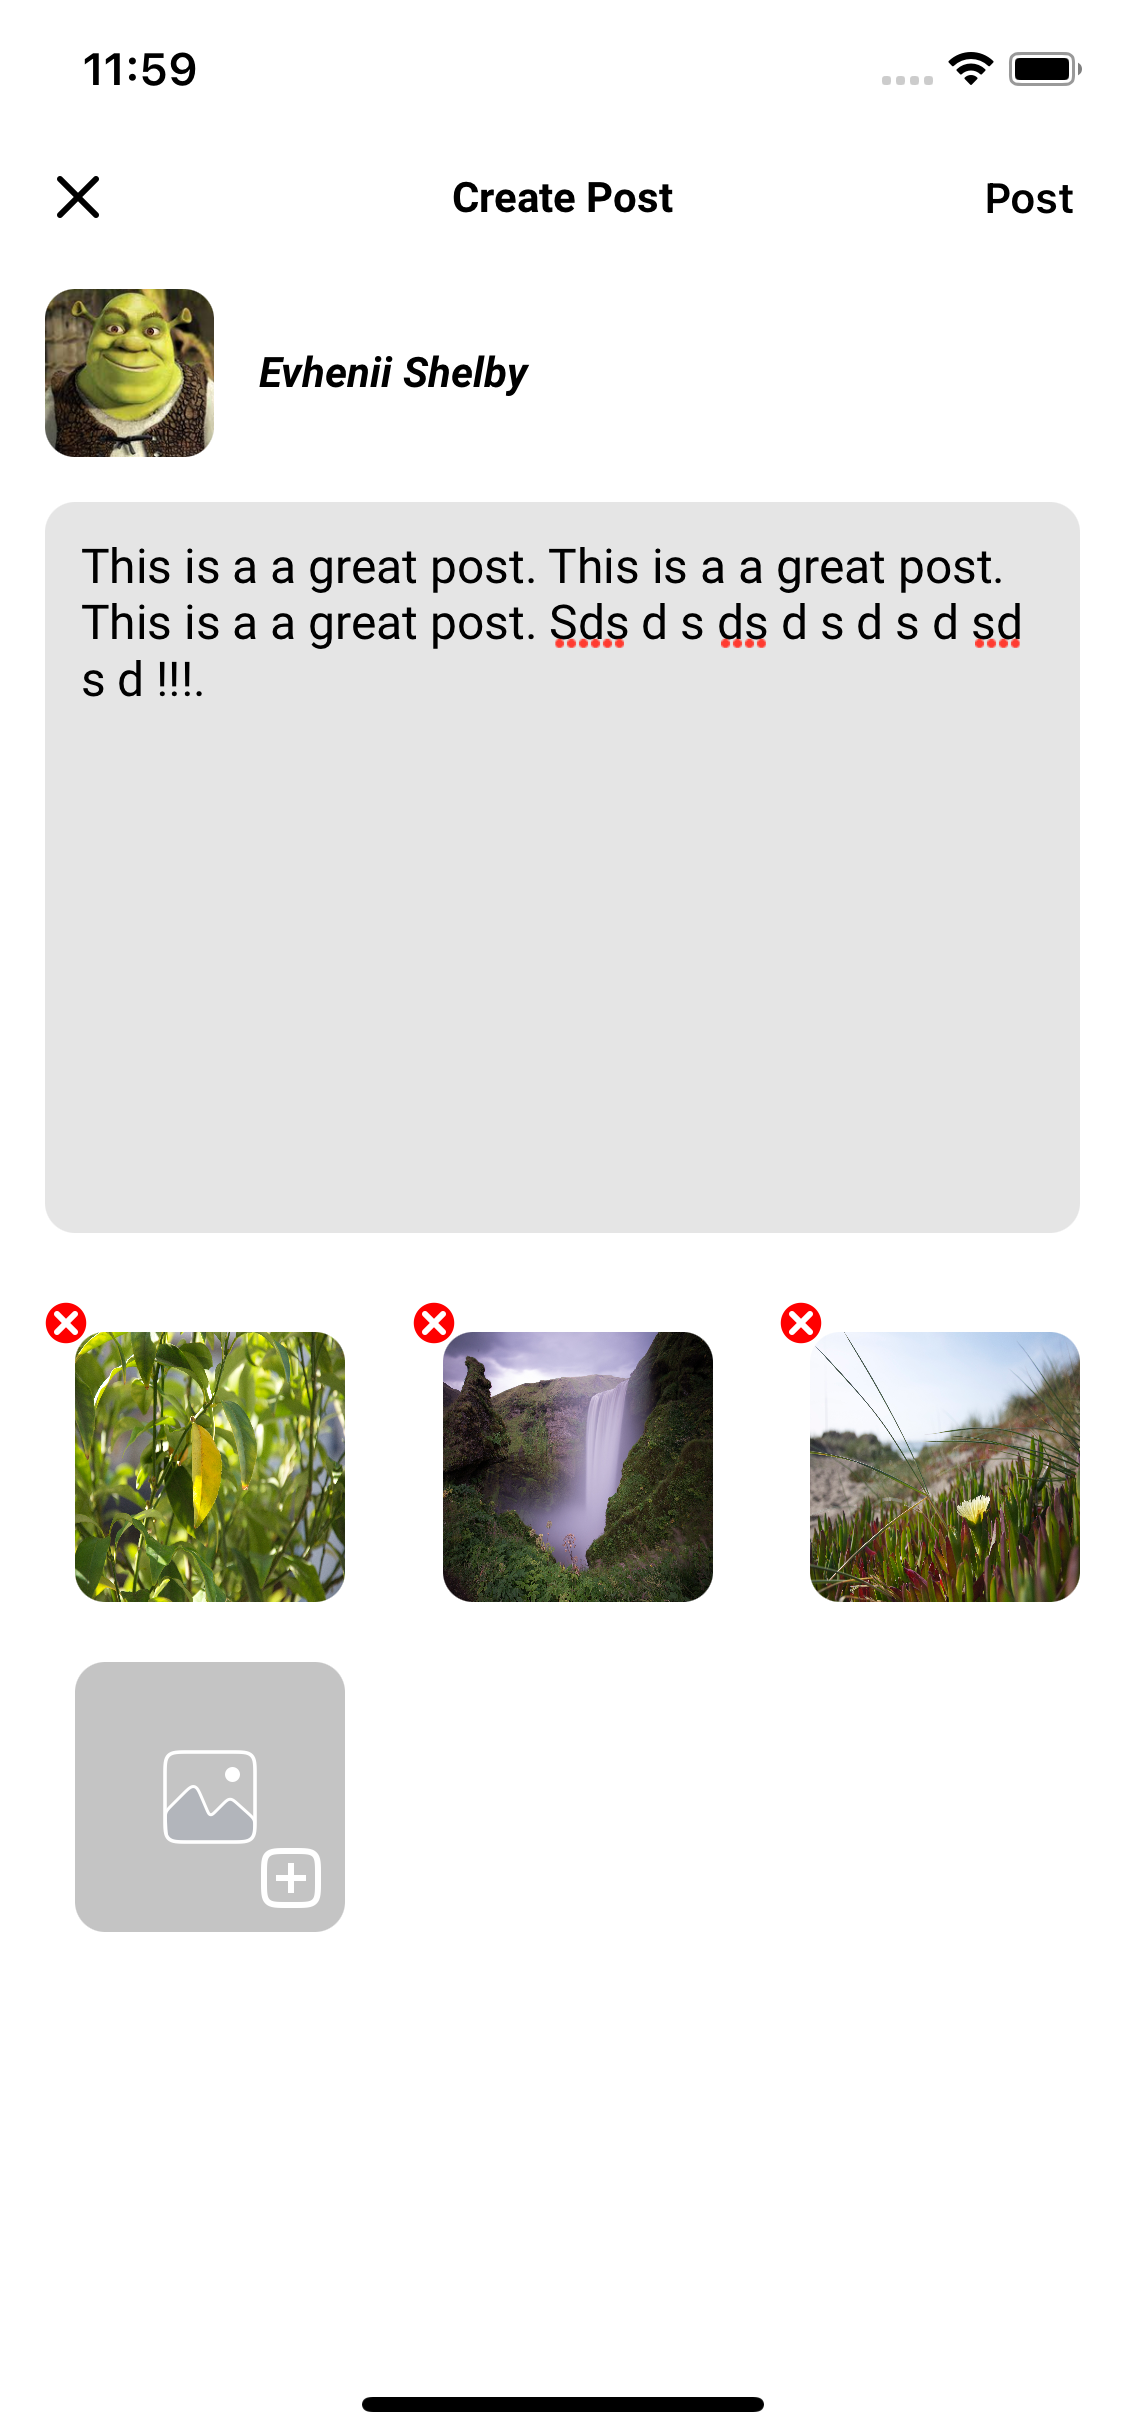 11:59
Create Post
Post
Evhenii Shelby
This is a a great post. This is a a great post.
This is a a great post. Sds d s ds d s d s d sd
s d !!!.